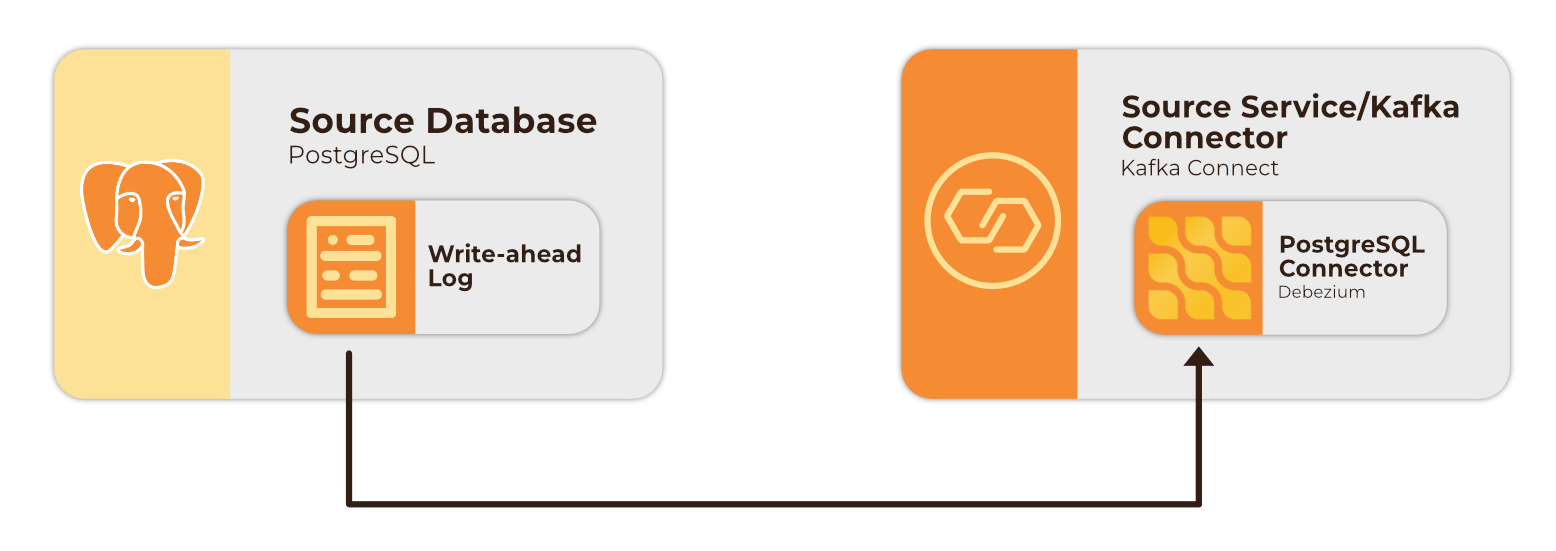 Source Database
PostgreSQL
Write-ahead
Log
Source Service/Kafka
Connector
Kafka Connect
PostgreSQL
Connector
Debezium